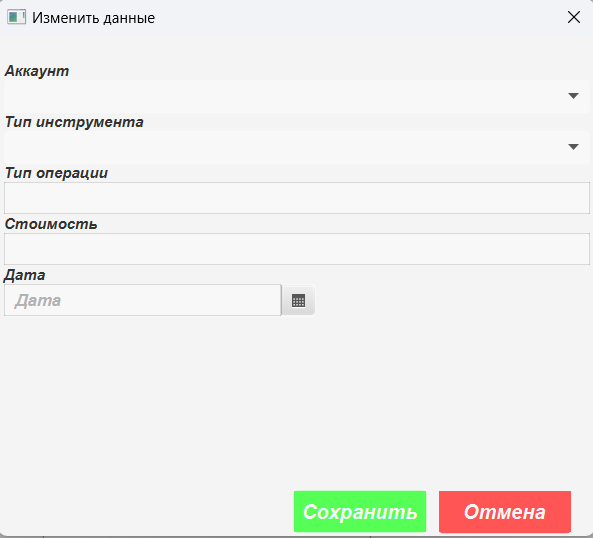 Изменить данные
Аккаунт
Тип инструмента
Тип операции
Стоимость
Дата
Дата
Сохранить
Отмена